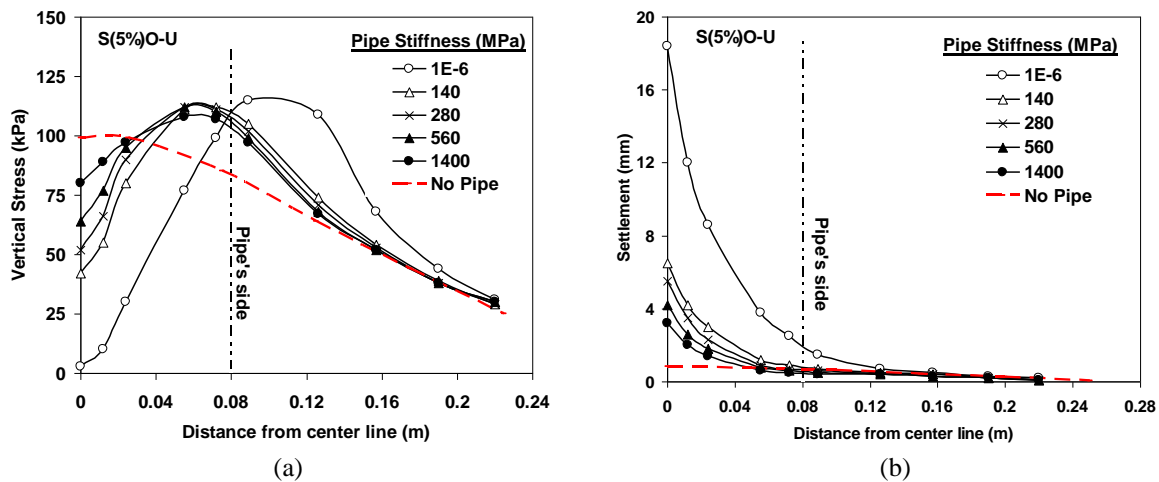 S(5%)O-U
Pipe Stiffness (MPa)
1E-6
140
280
560
1400
No Pipe
150
125
100
75
50
25
0
Vertical Stress (kPa)
Pipe's side
0 0.04 0.08 0.12 0.16 0.2 0.24
Distance from center line (m)
(a)
S(5%)O-U
Pipe Stiffness (MPa)
1E-6
140
280
560
1400
No Pipe
20
16
12
8
4
0
Settlement (mm)
Pipe's side
0 0.04 0.08 0.12 0.16 0.2 0.24 0.28
Distance from center line (m)
(b)